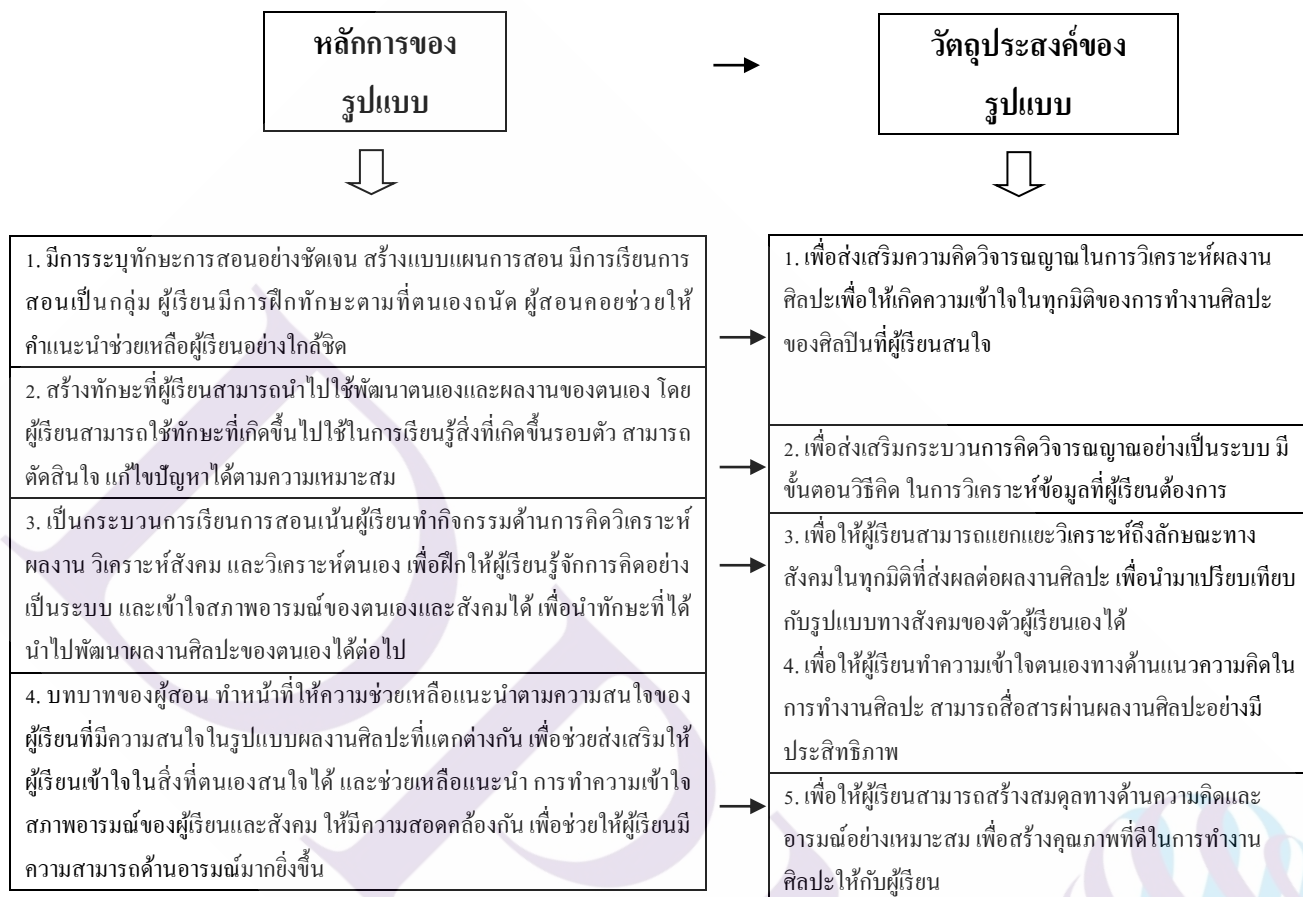 หลักการของ
รูปแบบ
วัตถุประสงค์ของ
รูปแบบ
1. มีการระบุทักษะการสอนอย่างชัดเจน สร้างแบบแผนการสอน มีการเรียนการ
สอนเป็นกลุ่ม ผู้เรียนมีการฝึกทักษะตามที่ตนเองถนัด ผู้สอนคอยช่วยให้
คำแนะนำช่วยเหลือผู้เรียนอย่างใกล้ชิด
2. สร้างทักษะที่ผู้เรียนสามารถนำไปใช้พัฒนาตนเองและผลงานของตนเอง โดย
ผู้เรียนสามารถใช้ทักษะที่เกิดขึ้นไปใช้ในการเรียนรู้สิ่งที่เกิดขึ้นรอบตัว สามารถ
ตัดสินใจ แก้ไขปัญหาได้ตามความเหมาะสม
3. เป็นกระบวนการเรียนการสอนเน้นผู้เรียนทำกิจกรรมด้านการคิดวิเคราะห์
ผลงาน วิเคราะห์สังคม และวิเคราะห์ตนเอง เพื่อฝึกให้ผู้เรียนรู้จักการคิดอย่าง
เป็นระบบ และเข้าใจสภาพอารมณ์ของตนเองและสังคมได้ เพื่อนำทักษะที่ได้
นำไปพัฒนาผลงานศิลปะของตนเองได้ต่อไป
4. บทบาทของผู้สอน ทำหน้าที่ให้ความช่วยเหลือแนะนำตามความสนใจของ
ผู้เรียนที่มีความสนใจในรูปแบบผลงานศิลปะที่แตกต่างกัน เพื่อช่วยส่งเสริมให้
ผู้เรียนเข้าใจในสิ่งที่ตนเองสนใจได้ และช่วยเหลือแนะนำ การทำความเข้าใจ
สภาพอารมณ์ของผู้เรียนและสังคม ให้มีความสอดคล้องกัน เพื่อช่วยให้ผู้เรียนมี
ความสามารถด้านอารมณ์มากยิ่งขึ้น
1. เพื่อส่งเสริมความคิดวิจารณญาณในการวิเคราะห์ผลงาน
ศิลปะเพื่อให้เกิดความเข้าใจในทุกมิติของการทำงานศิลปะ
ของศิลปินที่ผู้เรียนสนใจ
2. เพื่อส่งเสริมกระบวนการคิดวิจารณญาณอย่างเป็นระบบ มี
ขั้นตอนวิธีคิด ในการวิเคราะห์ข้อมูลที่ผู้เรียนต้องการ
3. เพื่อให้ผู้เรียนสามารถแยกแยะวิเคราะห์ถึงลักษณะทาง
สังคมในทุกมิติที่ส่งผลต่อผลงานศิลปะ เพื่อนำมาเปรียบเทียบ
กับรูปแบบทางสังคมของตัวผู้เรียนเองได้
4. เพื่อให้ผู้เรียนทำความเข้าใจตนเองทางด้านแนวความคิดใน
การทำงานศิลปะ สามารถสื่อสารผ่านผลงานศิลปะอย่างมี
ประสิทธิภาพ
5. เพื่อให้ผู้เรียนสามารถสร้างสมดุลทางด้านความคิดและ
อารมณ์อย่างเหมาะสม เพื่อสร้างคุณภาพที่ดีในการทำงาน
ศิลปะให้กับผู้เรียน